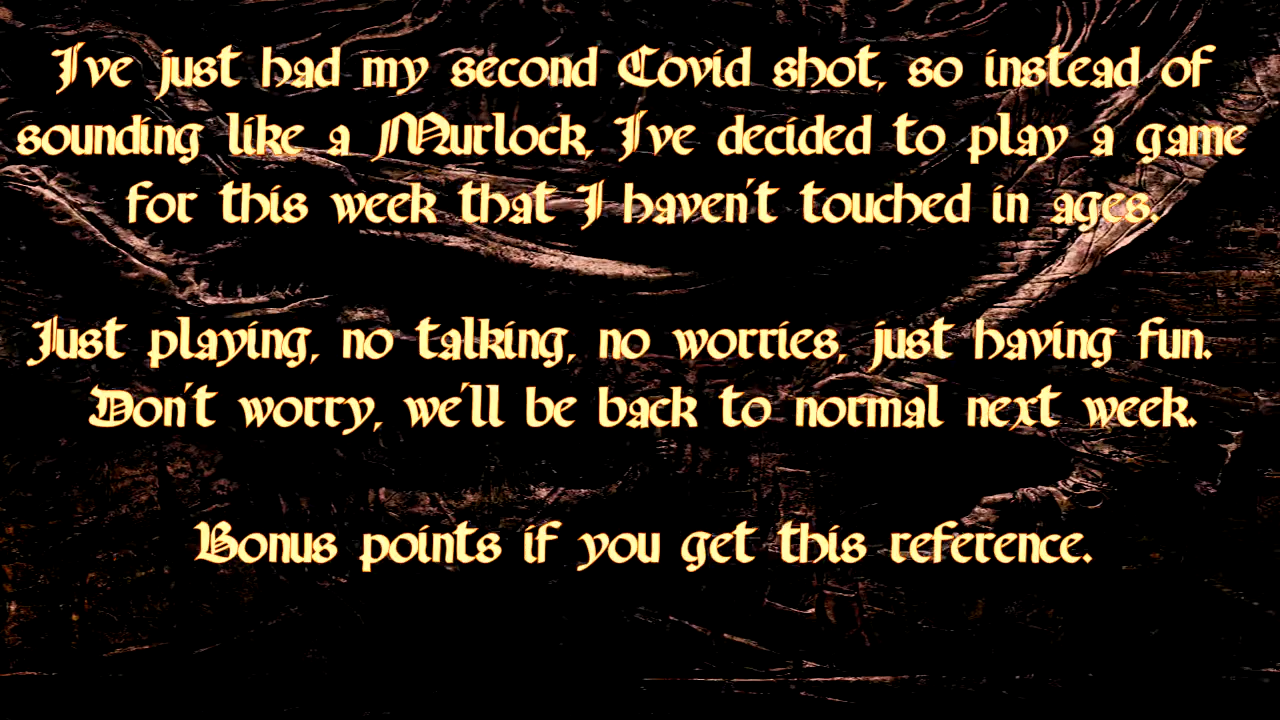 I've just had my second Covid shot, so instead of
sounding like a Murlock, I've decided to play a game
for this week that I haven't touched in ages.
Just playing, no talking, no worries, just having fun.
Don't worry, we'll be back to normal next week.
Bonus points if you get this reference.